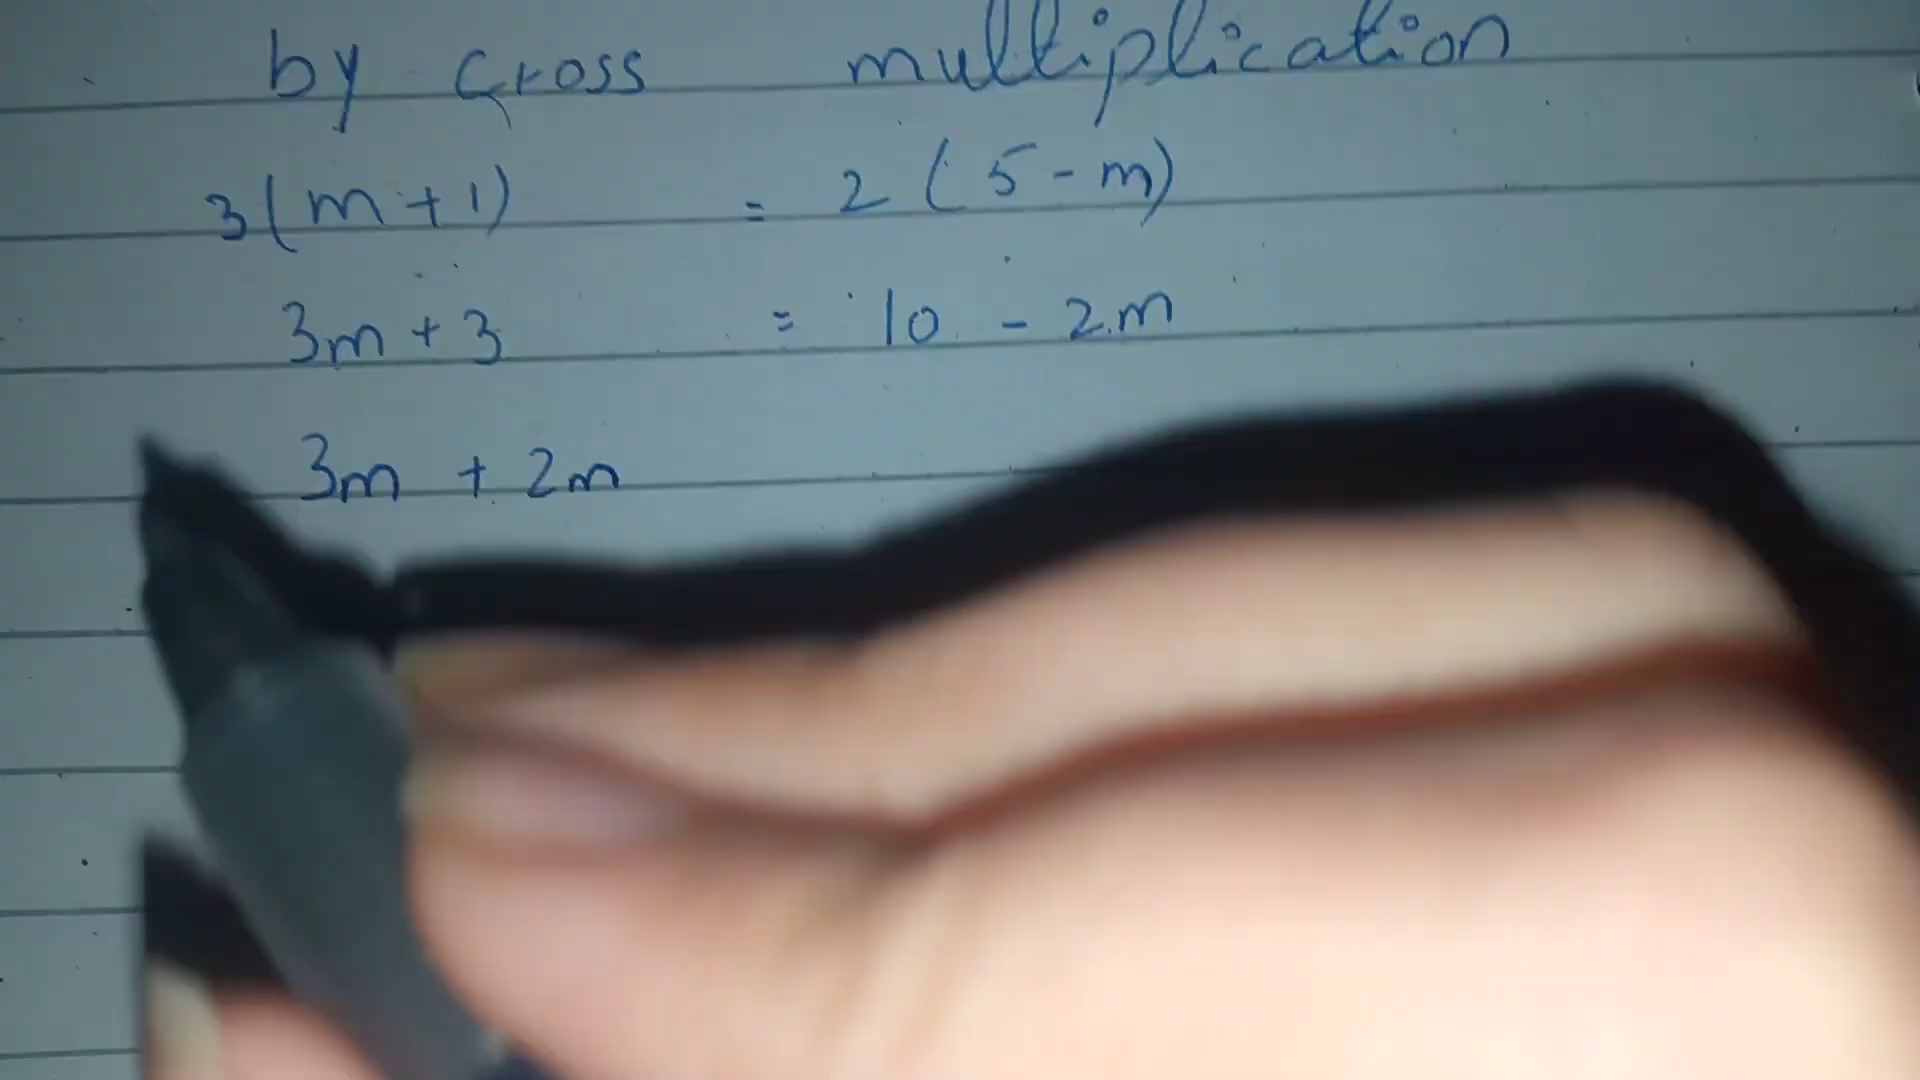 by cross multiplication
3(m+1) = 2(5-m)
3m + 3 = 10 - 2m
3m + 2m